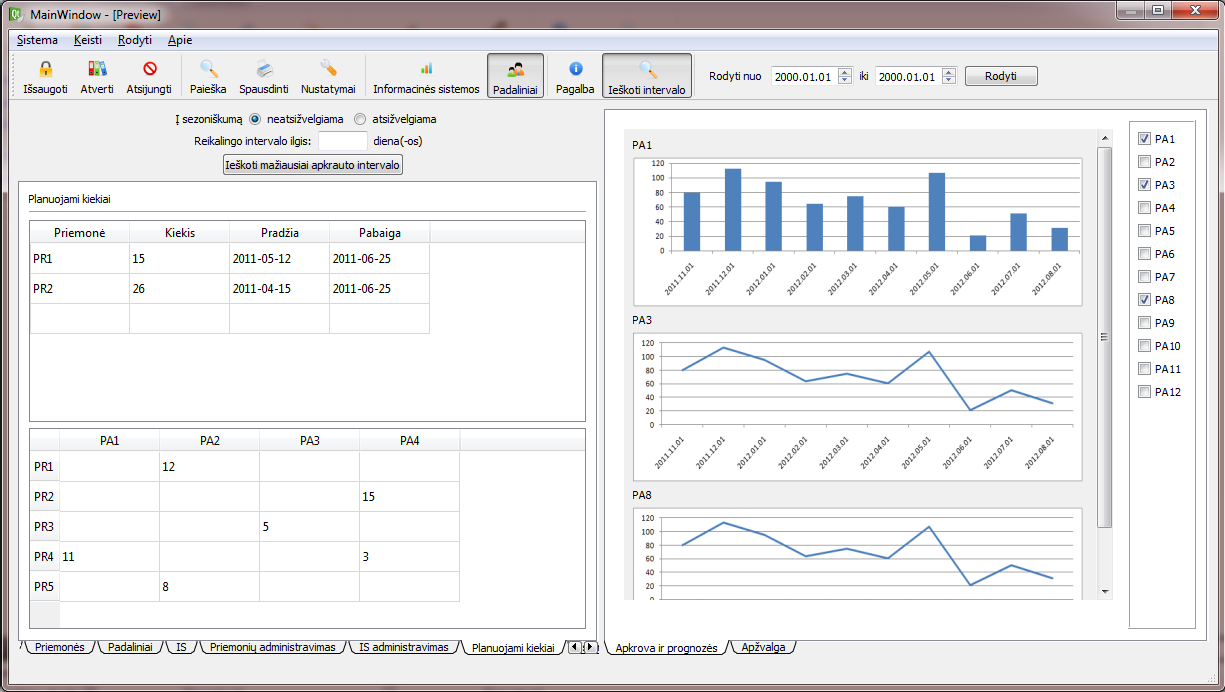 MainWindow - [Preview]
Sistema Keisti Rodyti Apie
Išsaugoti Atverti Atsijungti Paieška Spausdinti Nustatymai Informacinės sistemos Padaliniai Pagalba Ieškoti intervalo Rodyti nuo 2000.01.01 iki 2000.01.01 Rodyti
Į sezoniškumą neatsižvelgiama atsižvelgiama
Reikalingo intervalo ilgis: diena(-os)
Ieškoti mažiausiai apkrauto intervalo
Planuojami kiekiai
Priemonė Kiekis Pradžia Pabaiga
PR1 15 2011-05-12 2011-06-25
PR2 26 2011-04-15 2011-06-25
PA1 PA2 PA3 PA4
PR1 12
PR2 15
PR3 5
PR4 11 3
PR5 8
Priemonės Padaliniai IS Priemonių administravimas IS administravimas Planuojami kiekiai
PA1
120
100
80
60
40
20
0
2011.11.01 2011.12.01 2012.01.01 2012.02.01 2012.03.01 2012.04.01 2012.05.01 2012.06.01 2012.07.01 2012.08.01
PA3
120
100
80
60
40
20
0
2011.11.01 2011.12.01 2012.01.01 2012.02.01 2012.03.01 2012.04.01 2012.05.01 2012.06.01 2012.07.01 2012.08.01
PA8
120
100
80
60
40
20
PA1
PA2
PA3
PA4
PA5
PA6
PA7
PA8
PA9
PA10
PA11
PA12
Apkrova ir prognozės Apžvalga